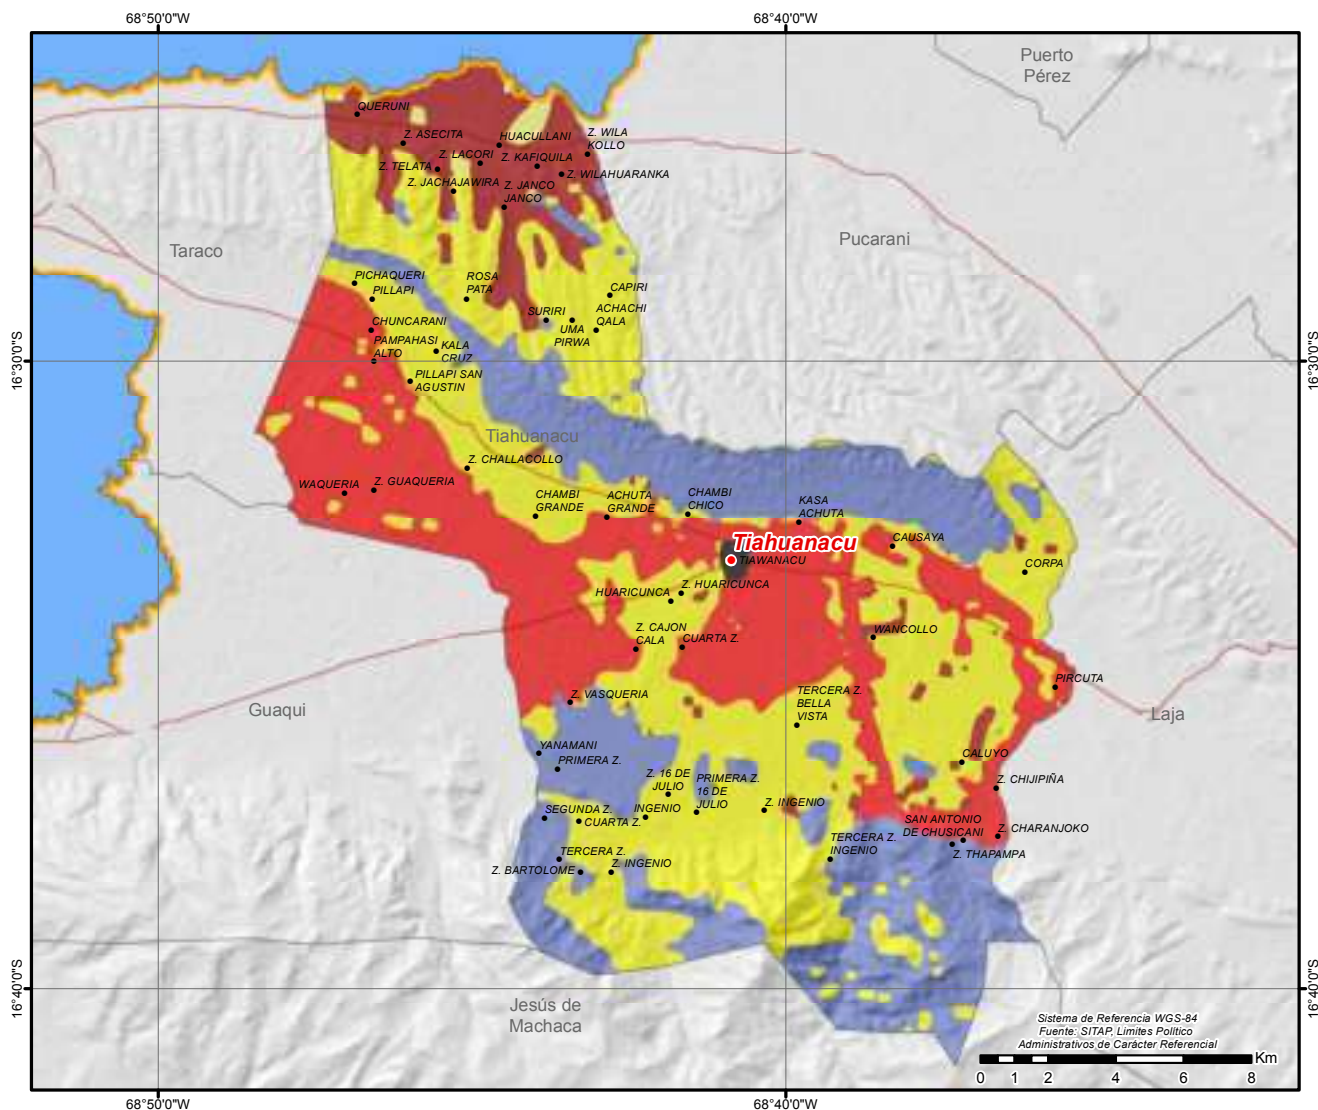 68°50'0"W
68°40'0"W
Puerto
Pérez
QUERUNI
Z. ASECITA
HUACULLANI
Z. WILA
KOLLO
Z. LACORI
Z. KAFIQUILA
Z. TELATA
Z. WILAHUARANKA
Z. JACHAJAWIRA
Z. JANCO
JANCO
Taraco
Pucarani
PICHAQUERI
PILLAPI
ROSA
PATA
CAPIRI
SURIRI
ACHACHI
QALA
UMA
PIRWA
CHUNCARANI
PAMPAHASI
ALTO
KALA
CRUZ
16°30'0"S
16°30'0"S
PILLAPI SAN
AGUSTIN
Tiahuanacu
Z. CHALLACOLLO
WAQUERIA
Z. GUAQUERIA
CHAMBI
GRANDE
ACHUTA
GRANDE
CHAMBI
CHICO
KASA
ACHUTA
Tiahuanacu
TIAWANACU
CAUSAYA
CORPA
Z. HUARICUNCA
HUARICUNCA
Z. CAJON
CALA
CUARTA Z.
WANCOLLO
PIRCUTA
Z. VASQUERIA
TERCERA Z.
BELLA
VISTA
Guaqui
Laja
YANAMANI
PRIMERA Z.
Z. 16 DE
JULIO
PRIMERA Z.
16 DE
JULIO
CALUYO
Z. CHIJIPIÑA
SEGUNDA Z.
CUARTA Z.
INGENIO
Z. INGENIO
SAN ANTONIO
DE CHUSICANI
Z. CHARANJOKO
TERCERA Z.
INGENIO
Z. THAPAMPA
TERCERA Z.
Z. BARTOLOME
Z. INGENIO
16°40'0"S
16°40'0"S
Jesús de
Machaca
Sistema de Referencia WGS-84
Fuente: SITAP, Limites Politico
Administrativos de Carácter Referencial
Km
0 1 2 4 6 8
68°50'0"W
68°40'0"W